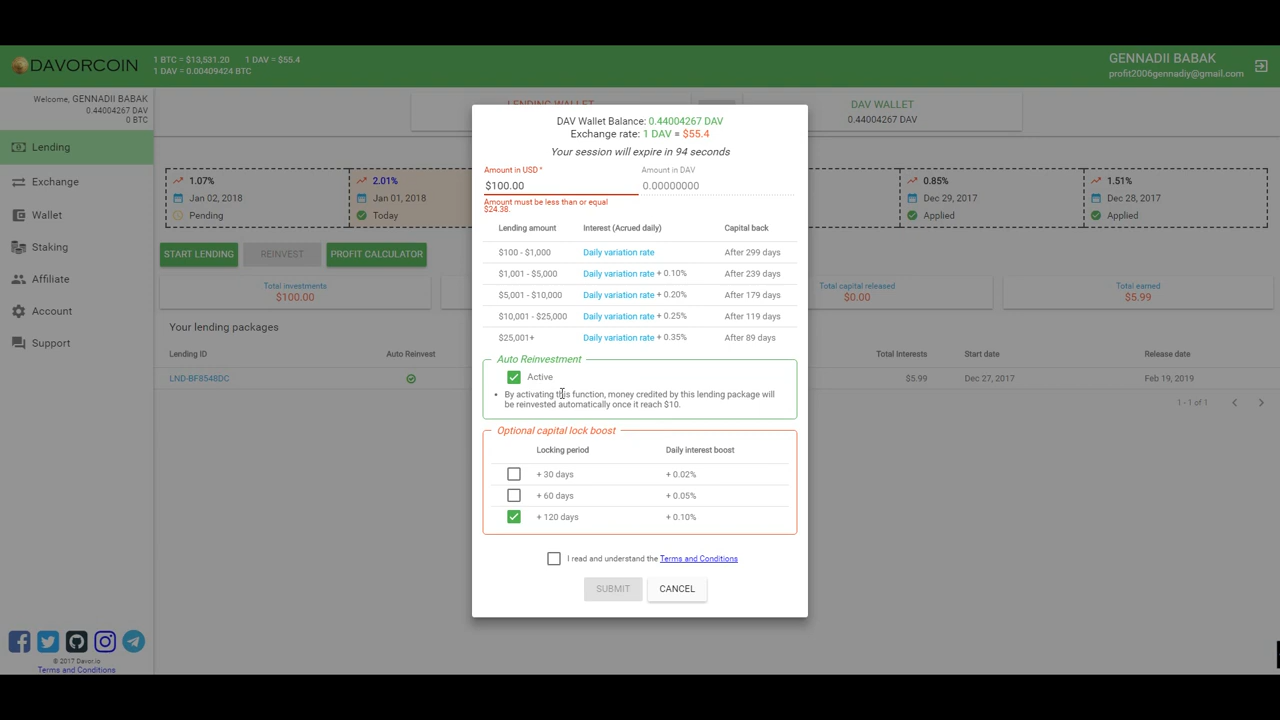 DAVORCOIN
1 BTC = $13,531.20 1 DAV = $55.4
1 DAV = 0.00409424 BTC
GENNADII BABAK
profit2006gennadiy@gmail.com
Welcome, GENNADII BABAK
0.44004267 DAV
0 BTC
LENDING WALLET
DAV WALLET
0.44004267 DAV
Lending
Exchange
Wallet
Staking
Affiliate
Account
Support
1.07%
Jan 02, 2018
Pending
2.01%
Jan 01, 2018
Today
0.85%
Dec 29, 2017
Applied
1.51%
Dec 28, 2017
Applied
START LENDING REINVEST PROFIT CALCULATOR
Total investments
$100.00
Total capital released
$0.00
Total earned
$5.99
Your lending packages
Lending ID Auto Reinvest Total Interests Start date Release date
LND-BF8548DC $5.99 Dec 27, 2017 Feb 19, 2019
1 - 1 of 1
DAV Wallet Balance: 0.44004267 DAV
Exchange rate: 1 DAV = $55.4
Your session will expire in 94 seconds
Amount in USD * Amount in DAV
$100.00 0.00000000
Amount must be less than or equal
$24.38.
Lending amount Interest (Accrued daily) Capital back
$100 - $1,000 Daily variation rate After 299 days
$1,001 - $5,000 Daily variation rate + 0.10% After 239 days
$5,001 - $10,000 Daily variation rate + 0.20% After 179 days
$10,001 - $25,000 Daily variation rate + 0.25% After 119 days
$25,001+ Daily variation rate + 0.35% After 89 days
Auto Reinvestment
Active
• By activating this function, money credited by this lending package will
be reinvested automatically once it reach $10.
Optional capital lock boost
Locking period Daily interest boost
+ 30 days + 0.02%
+ 60 days + 0.05%
+ 120 days + 0.10%
I read and understand the Terms and Conditions
SUBMIT CANCEL
© 2017 Davor.io
Terms and Conditions